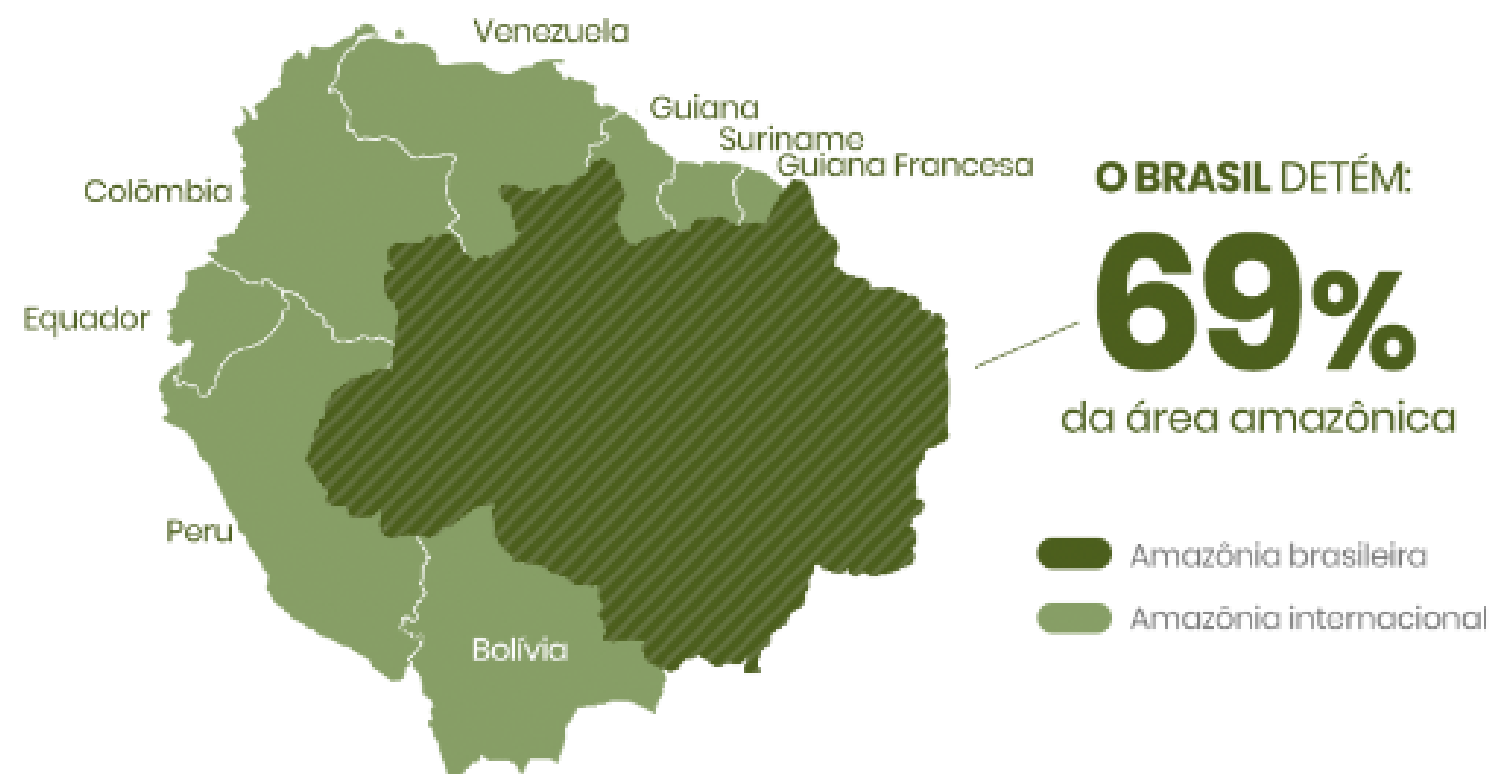 Venezuela
Guiana
Suriname
Guiana Francesa
Colômbia
Equador
Peru
Bolívia
O BRASIL DETÉM:
69%
da área amazônica
Amazônia brasileira
Amazônia internacional